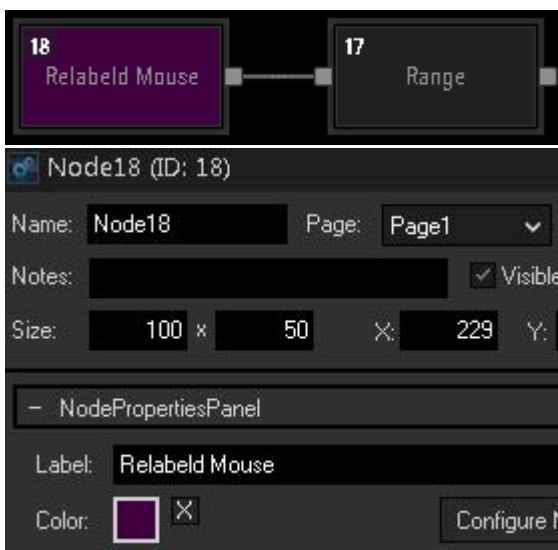 18
Relabeld Mouse
17
Range
Node18 (ID: 18)
Name: Node18 Page: Page1
Notes: Visible
Size: 100 x 50 X: 229 Y:
− NodePropertiesPanel
Label: Relabeld Mouse
Color: X Configure